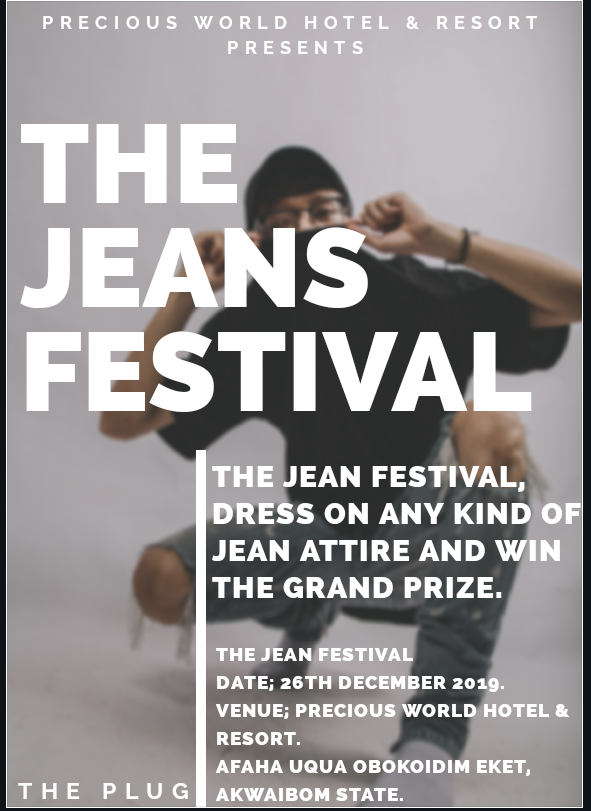 PRECIOUS WORLD HOTEL & RESORT
PRESENTS
THE
JEANS
FESTIVAL
THE JEAN FESTIVAL,
DRESS ON ANY KIND OF
JEAN ATTIRE AND WIN
THE GRAND PRIZE.
THE JEAN FESTIVAL
DATE; 26TH DECEMBER 2019.
VENUE; PRECIOUS WORLD HOTEL &
RESORT.
AFAHA UQUA OBOKOIDIM EKET,
AKWAIBOM STATE.
THE PLUG